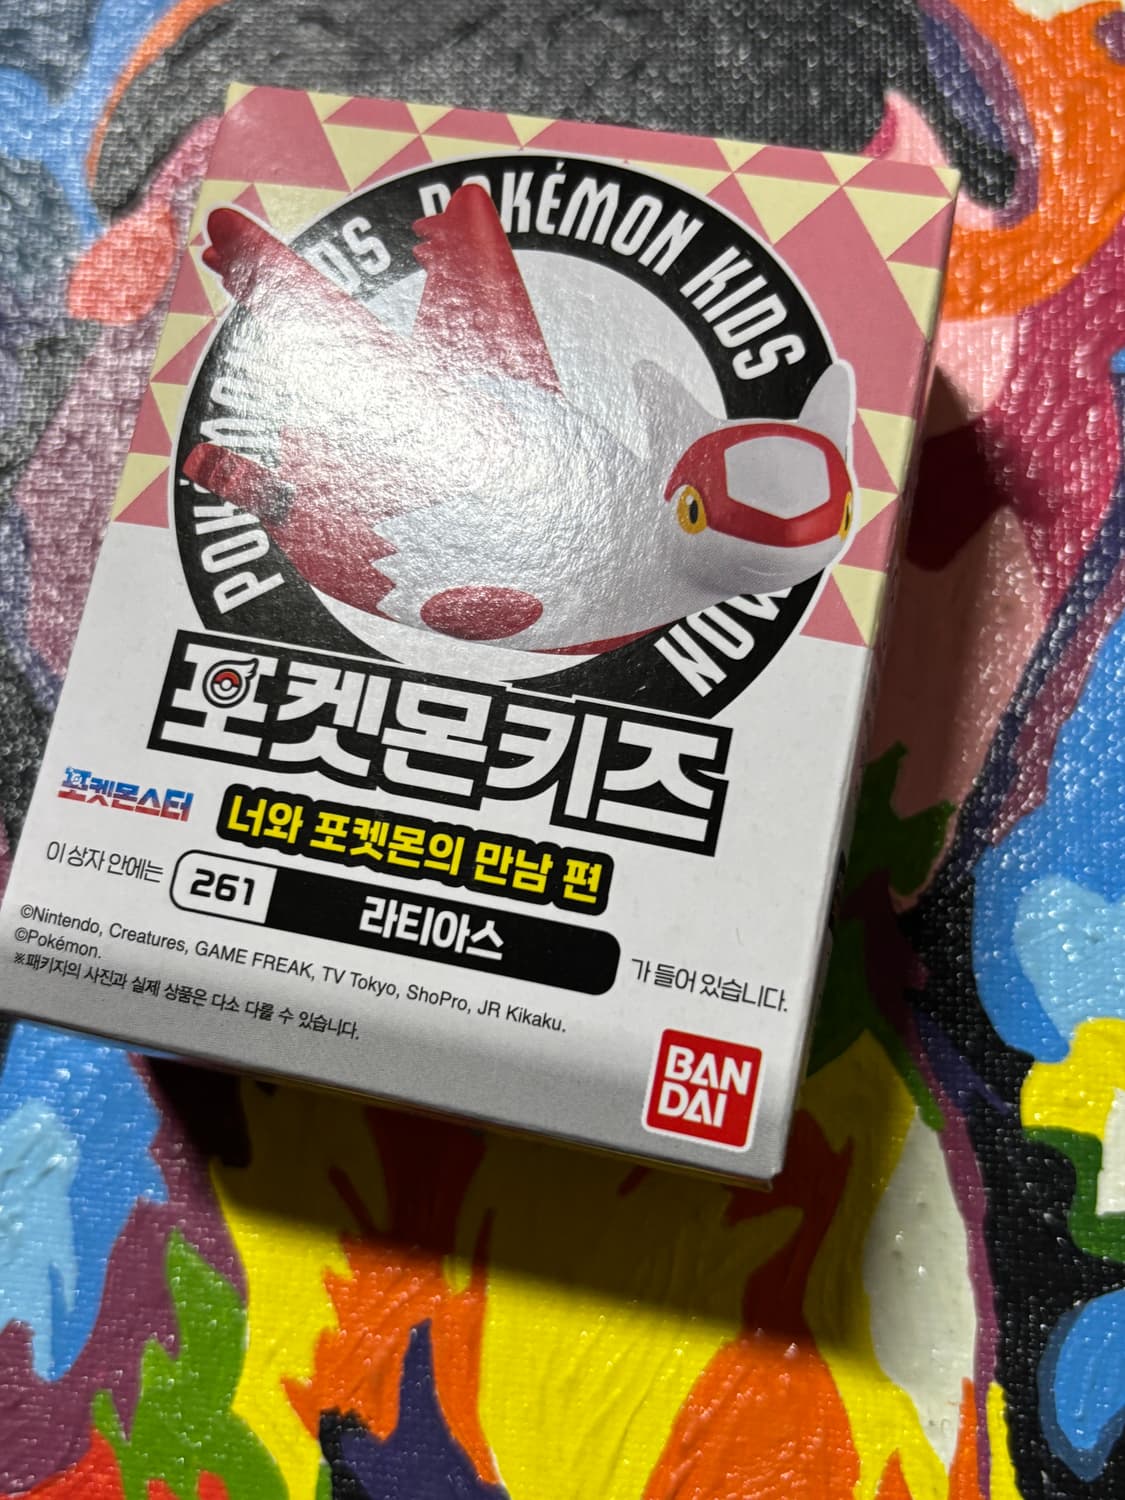 POKÉMON KIDS
포켓몬키즈
포켓몬스터
너와 포켓몬의 만남 편
이 상자 안에는 261 라티아스 가 들어 있습니다.
©Nintendo, Creatures, GAME FREAK, TV Tokyo, ShoPro, JR Kikaku.
©Pokémon.
※패키지의 사진과 실제 상품은 다소 다를 수 있습니다.
BAN
DAI